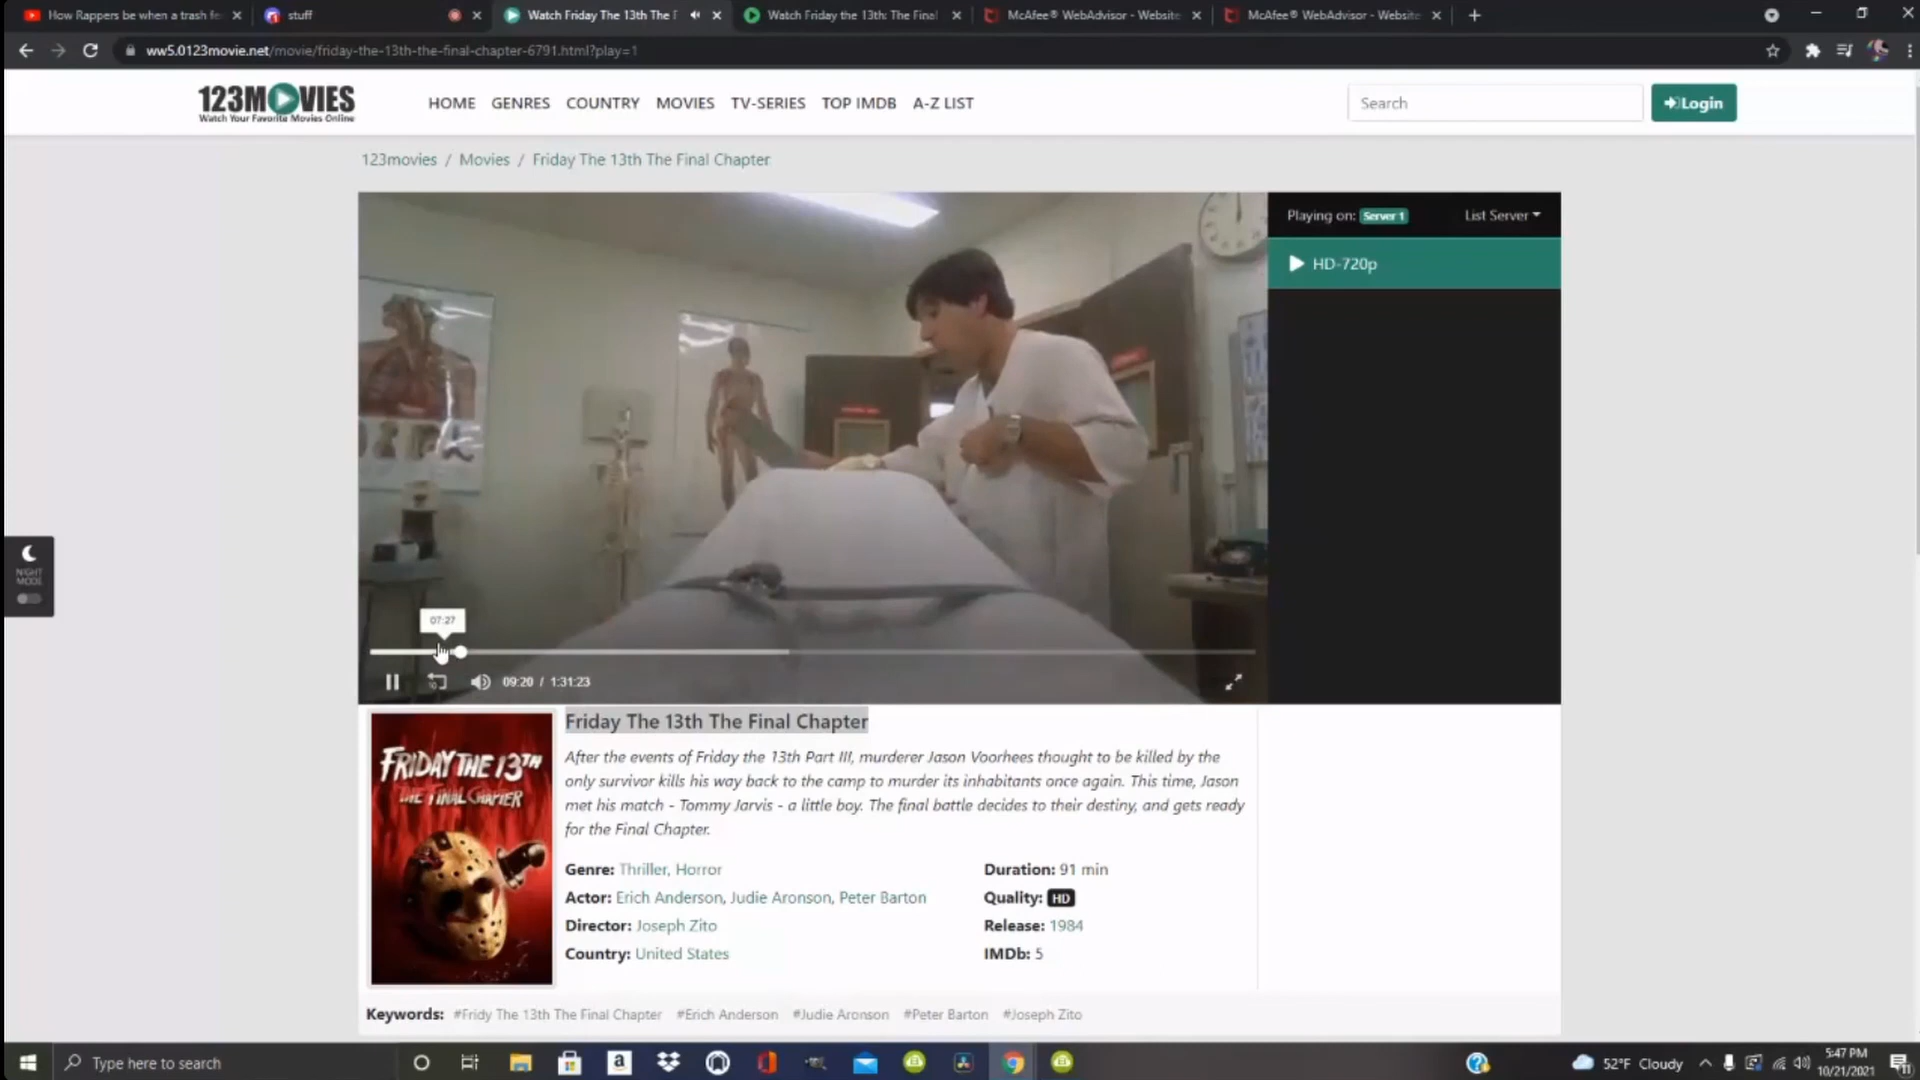 How Rappers be when a trash fe
stuff
Watch Friday The 13th The F
Watch Friday the 13th: The Final
McAfee® WebAdvisor - Website
McAfee® WebAdvisor - Website
ww5.0123movie.net/movie/friday-the-13th-the-final-chapter-6791.html?play=1
123MOVIES
Watch Your Favorite Movies Online
HOME GENRES COUNTRY MOVIES TV-SERIES TOP IMDB A-Z LIST
Search
Login
123movies / Movies / Friday The 13th The Final Chapter
Playing on: Server 1
List Server
HD-720p
NIGHT
MODE
07:27
09:20 / 1:31:23
FRIDAY THE 13TH
THE FINAL CHAPTER
Friday The 13th The Final Chapter
After the events of Friday the 13th Part III, murderer Jason Voorhees thought to be killed by the
only survivor kills his way back to the camp to murder its inhabitants once again. This time, Jason
met his match - Tommy Jarvis - a little boy. The final battle decides to their destiny, and gets ready
for the Final Chapter.
Genre: Thriller, Horror
Actor: Erich Anderson, Judie Aronson, Peter Barton
Director: Joseph Zito
Country: United States
Duration: 91 min
Quality: HD
Release: 1984
IMDb: 5
Keywords: #Fridy The 13th The Final Chapter #Erich Anderson #Judie Aronson #Peter Barton #Joseph Zito
Type here to search
52°F Cloudy
5:47 PM
10/21/2021